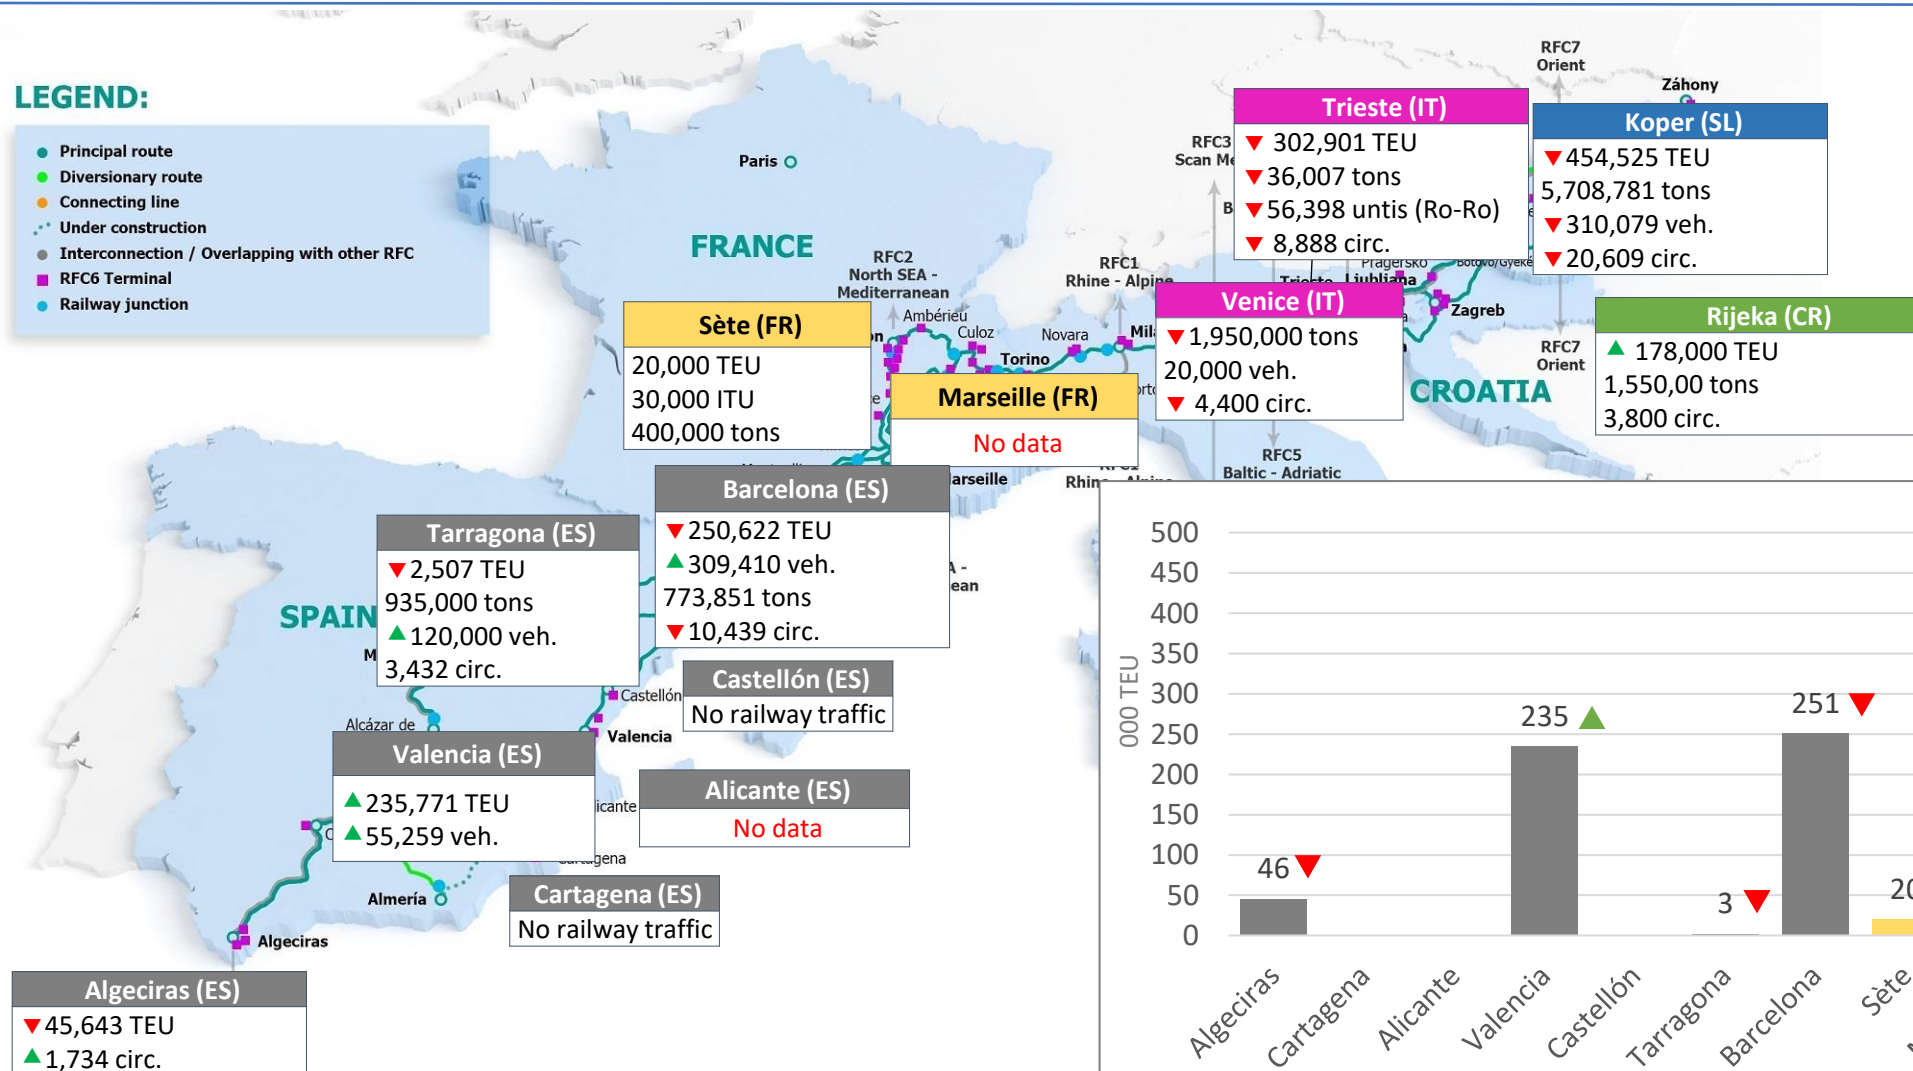 LEGEND:
Principal route
Diversionary route
Connecting line
Under construction
Interconnection / Overlapping with other RFC
RFC6 Terminal
Railway junction
Paris
FRANCE
RFC7
Orient
Záhony
RFC3
Scan Me
B
Trieste (IT)
302,901 TEU
36,007 tons
56,398 untis (Ro-Ro)
8,888 circ.
Koper (SL)
454,525 TEU
5,708,781 tons
310,079 veh.
20,609 circ.
RFC2
North SEA -
Mediterranean
RFC1
Rhine - Alpine
Pragersko
Trieste
Ljubljana
Zagreb
Venice (IT)
1,950,000 tons
20,000 veh.
4,400 circ.
RFC7
Orient
CROATIA
Rijeka (CR)
178,000 TEU
1,550,00 tons
3,800 circ.
Sète (FR)
20,000 TEU
30,000 ITU
400,000 tons
on
Ambérieu
Culoz
Novara
Mila
Torino
Marseille (FR)
No data
arseille
RFC5
Baltic - Adriatic
Barcelona (ES)
250,622 TEU
309,410 veh.
773,851 tons
10,439 circ.
A -
ean
Tarragona (ES)
2,507 TEU
935,000 tons
120,000 veh.
3,432 circ.
SPAIN
M
Castellón
Castellón (ES)
No railway traffic
Alcázar de
Valencia
Valencia (ES)
235,771 TEU
55,259 veh.
icante
Alicante (ES)
No data
Cartagena
Almería
Cartagena (ES)
No railway traffic
Algeciras
Algeciras (ES)
45,643 TEU
1,734 circ.
000 TEU
500
450
400
350
300
250
200
150
100
50
0
46
235
3
251
20
Algeciras
Cartagena
Alicante
Valencia
Castellón
Tarragona
Barcelona
Sète